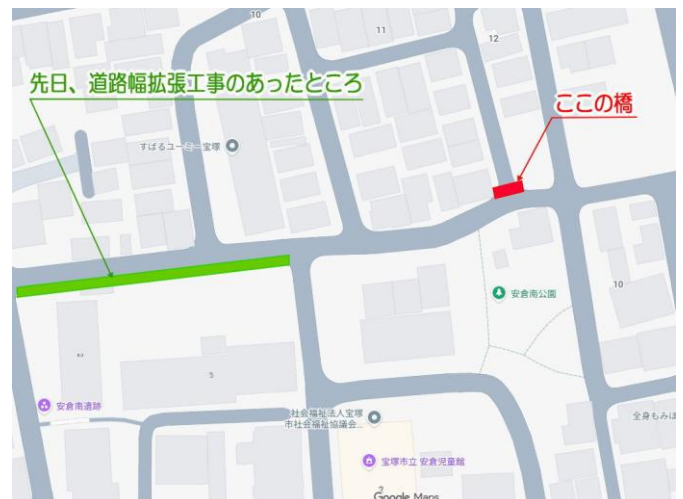 10
11
12
先日、道路幅拡張工事のあったところ
ここの橋
すばるユーミー宝塚
安倉南公園
10
2
5
安倉南遺跡
社会福祉法人宝塚
市社会福祉協議会...
全身もみほ
宝塚市立 安倉児童館
2
Google Maps